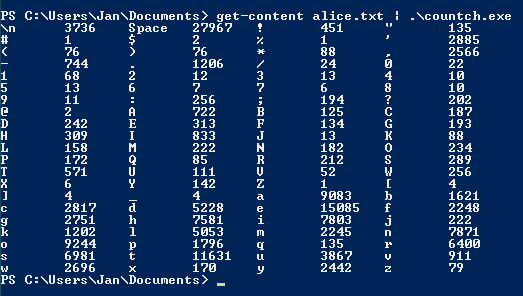 PS C:\Users\Jan\Documents> get-content alice.txt | .\countch.exe
\n 3736 Space 27967 ! 451 " 135
# 1 $ 2 % 1 ' 2885
( 76 ) 76 * 88 , 2566
- 744 . 1206 / 24 0 22
1 68 2 12 3 13 4 10
5 13 6 7 7 6 8 10
9 11 : 256 ; 194 ? 202
@ 2 A 722 B 125 C 187
D 242 E 313 F 134 G 193
H 309 I 833 J 13 K 88
L 158 M 222 N 182 O 234
P 172 Q 85 R 212 S 289
T 571 U 111 V 52 W 256
X 6 Y 142 Z 1 [ 4
] 4 _ 4 a 9083 b 1621
c 2817 d 5228 e 15085 f 2248
g 2751 h 7581 i 7803 j 222
k 1202 l 5053 m 2245 n 7871
o 9244 p 1796 q 135 r 6400
s 6981 t 11631 u 3867 v 911
w 2696 x 170 y 2442 z 79
PS C:\Users\Jan\Documents> _